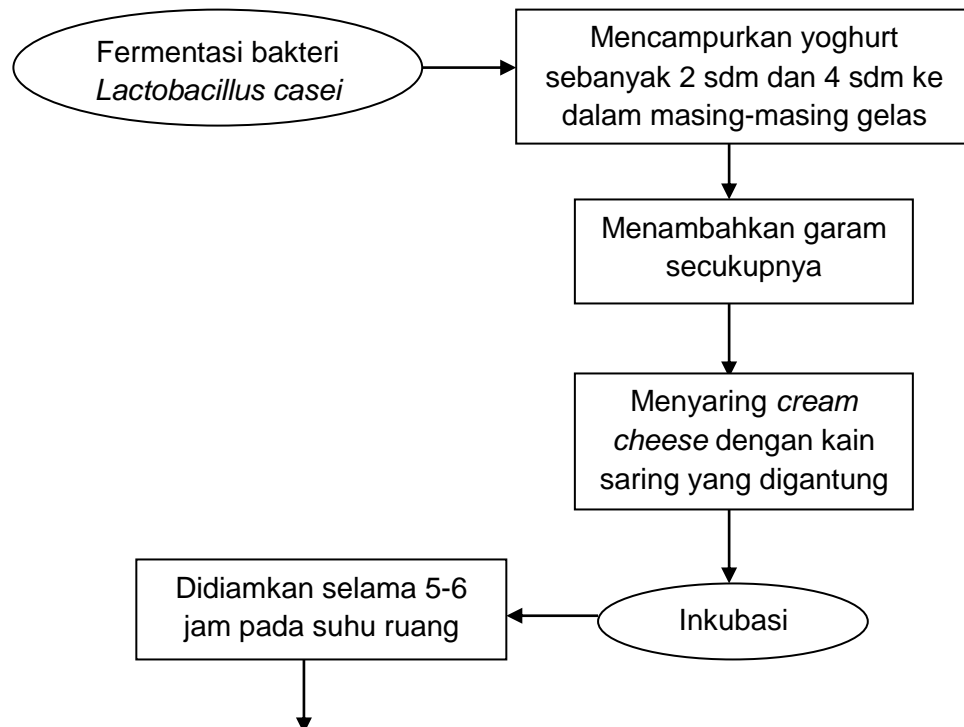 Fermentasi bakteri
Lactobacillus casei
Mencampurkan yoghurt
sebanyak 2 sdm dan 4 sdm ke
dalam masing-masing gelas
Menambahkan garam
secukupnya
Menyaring cream
cheese dengan kain
saring yang digantung
Inkubasi
Didiamkan selama 5-6
jam pada suhu ruang